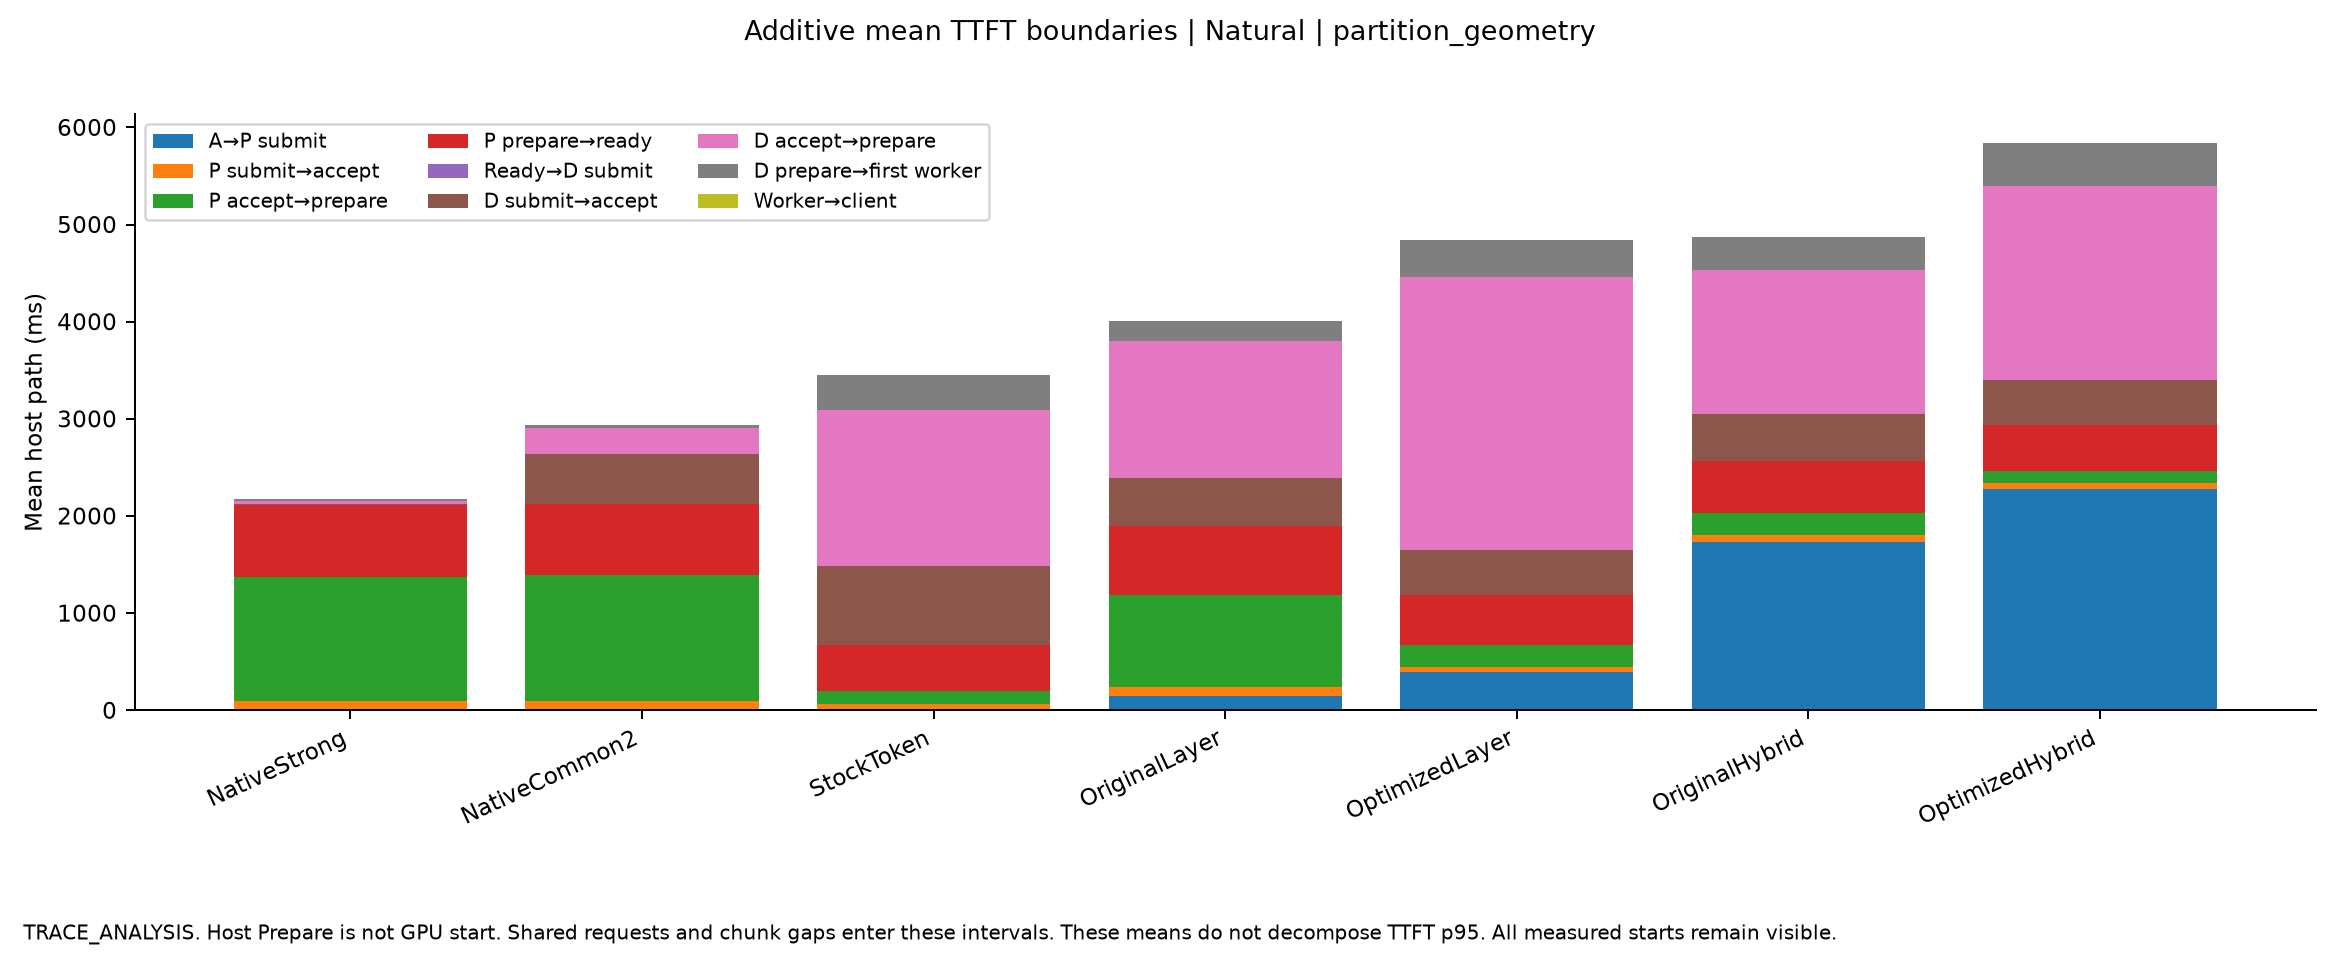 Additive mean TTFT boundaries | Natural | partition_geometry
Mean host path (ms)
6000
5000
4000
3000
2000
1000
0
A→P submit
P submit→accept
P accept→prepare
P prepare→ready
Ready→D submit
D submit→accept
D accept→prepare
D prepare→first worker
Worker→client
NativeStrong
NativeCommon2
StockToken
OriginalLayer
OptimizedLayer
OriginalHybrid
OptimizedHybrid
TRACE_ANALYSIS. Host Prepare is not GPU start. Shared requests and chunk gaps enter these intervals. These means do not decompose TTFT p95. All measured starts remain visible.